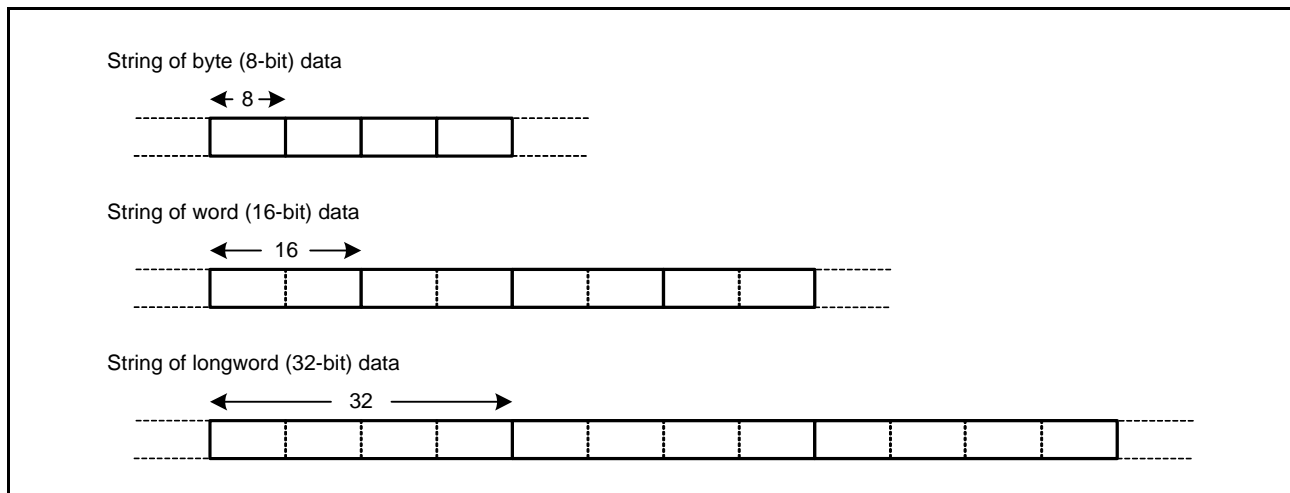 String of byte (8-bit) data
8
String of word (16-bit) data
16
String of longword (32-bit) data
32